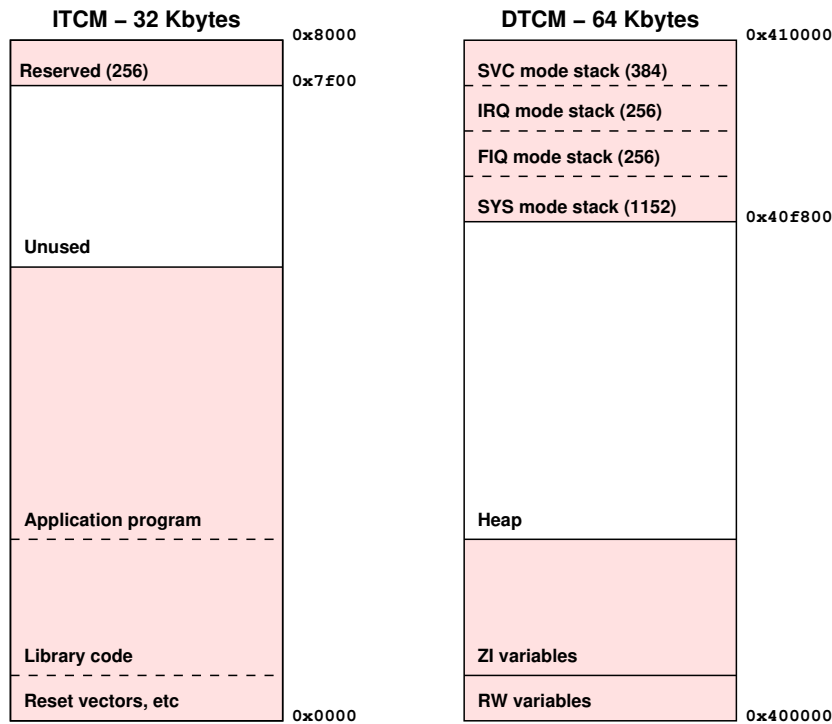 ITCM – 32 Kbytes
0x8000
Reserved (256)
0x7f00
Unused
Application program
Library code
Reset vectors, etc
0x0000
DTCM – 64 Kbytes
0x410000
SVC mode stack (384)
IRQ mode stack (256)
FIQ mode stack (256)
SYS mode stack (1152)
0x40f800
Heap
ZI variables
RW variables
0x400000